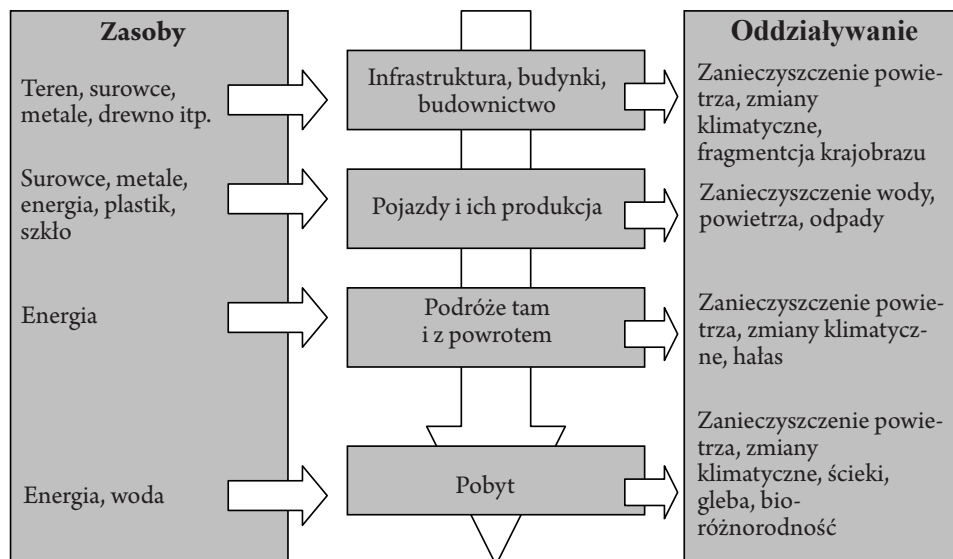 Zasoby
Teren, surowce,
metale, drewno itp.
Surowce, metale,
energia, plastik,
szkło
Energia
Energia, woda
Infrastruktura, budynki,
budownictwo
Pojazdy i ich produkcja
Podróże tam
i z powrotem
Pobyt
Oddziaływanie
Zanieczyszczenie powie-
trza, zmiany
klimatyczne,
fragmentcja krajobrazu
Zanieczyszczenie wody,
powietrza, odpady
Zanieczyszczenie powie-
trza, zmiany klimatycz-
ne, hałas
Zanieczyszczenie powie-
trza, zmiany
klimatyczne, ścieki,
gleba, bio-
różnorodność